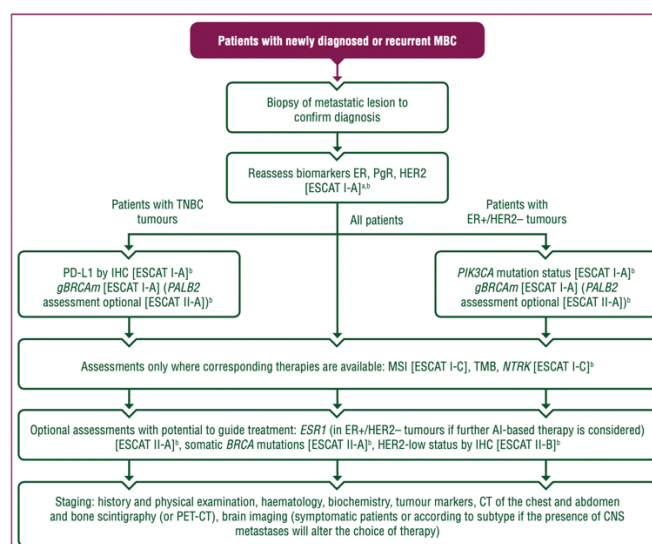 Patients with newly diagnosed or recurrent MBC
Biopsy of metastatic lesion to
confirm diagnosis
Reassess biomarkers ER, PgR, HER2
[ESCAT I-A]a,b
Patients with TNBC
tumours
All patients
Patients with
ER+/HER2− tumours
PD-L1 by IHC [ESCAT I-A]b
gBRCAm [ESCAT I-A] (PALB2
assessment optional [ESCAT II-A])b
PIK3CA mutation status [ESCAT I-A]b
gBRCAm [ESCAT I-A] (PALB2
assessment optional [ESCAT II-A])b
Assessments only where corresponding therapies are available: MSI [ESCAT I-C], TMB, NTRK [ESCAT I-C]b
Optional assessments with potential to guide treatment: ESR1 (in ER+/HER2− tumours if further AI-based therapy is considered)
[ESCAT II-A]b, somatic BRCA mutations [ESCAT II-A]b, HER2-low status by IHC [ESCAT II-B]b
Staging: history and physical examination, haematology, biochemistry, tumour markers, CT of the chest and abdomen
and bone scintigraphy (or PET-CT), brain imaging (symptomatic patients or according to subtype if the presence of CNS
metastases will alter the choice of therapy)